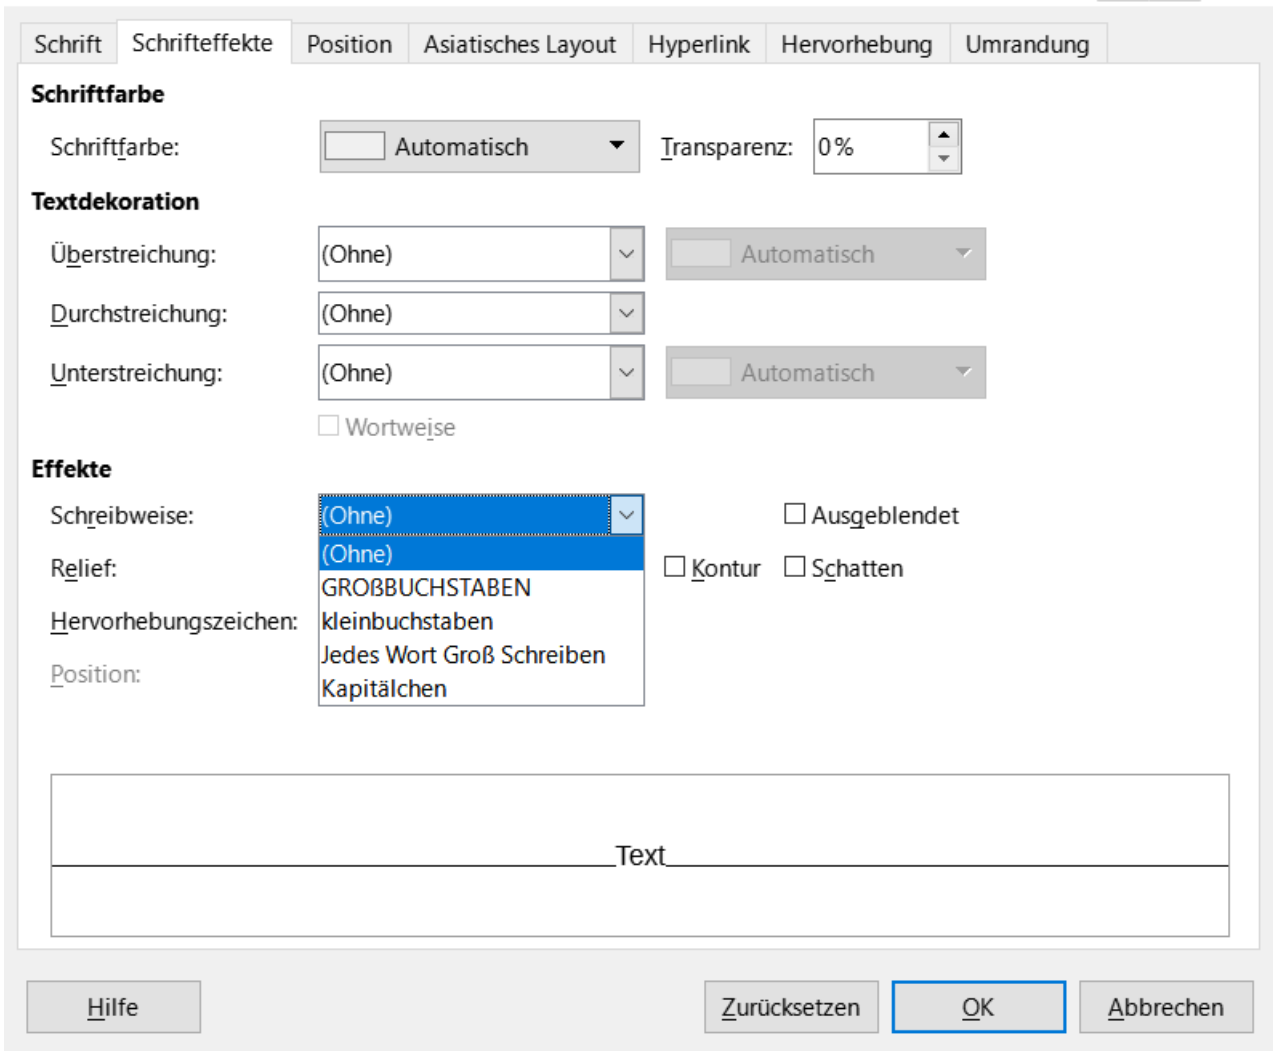 Schrift Schrifteffekte Position Asiatisches Layout Hyperlink Hervorhebung Umrandung
Schriftfarbe
Schriftfarbe: Automatisch Transparenz: 0%
Textdekoration
Überstreichung: (Ohne) Automatisch
Durchstreichung: (Ohne)
Unterstreichung: (Ohne) Automatisch
Wortweise
Effekte
Schreibweise: (Ohne) Ausgeblendet
(Ohne)
Relief: Kontur Schatten
GROßBUCHSTABEN
Hervorhebungszeichen: kleinbuchstaben
Jedes Wort Groß Schreiben
Position:
Kapitälchen
Text
Hilfe Zurücksetzen OK Abbrechen